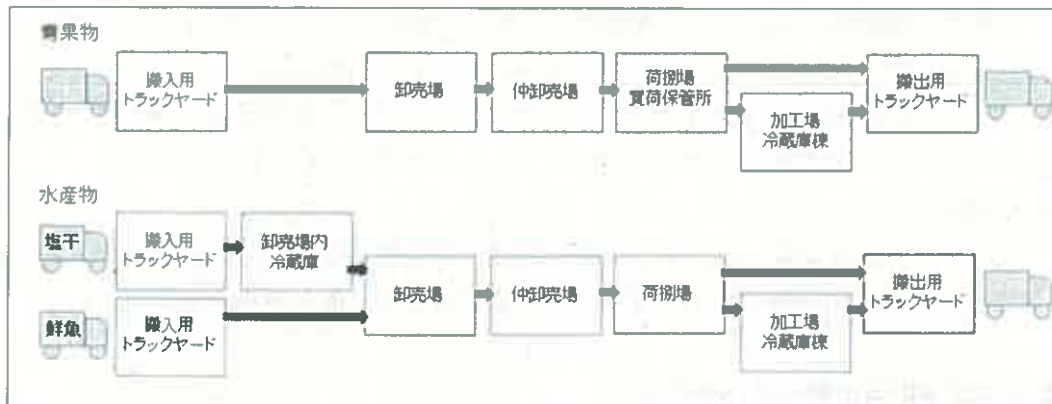 青果物
搬入用
トラックヤード
卸売場
仲卸売場
荷捌場
買荷保管所
加工場
冷蔵庫棟
搬出用
トラックヤード
水産物
塩干
搬入用
トラックヤード
卸売場内
冷蔵庫
鮮魚
搬入用
トラックヤード
卸売場
仲卸売場
荷捌場
加工場
冷蔵庫棟
搬出用
トラックヤード